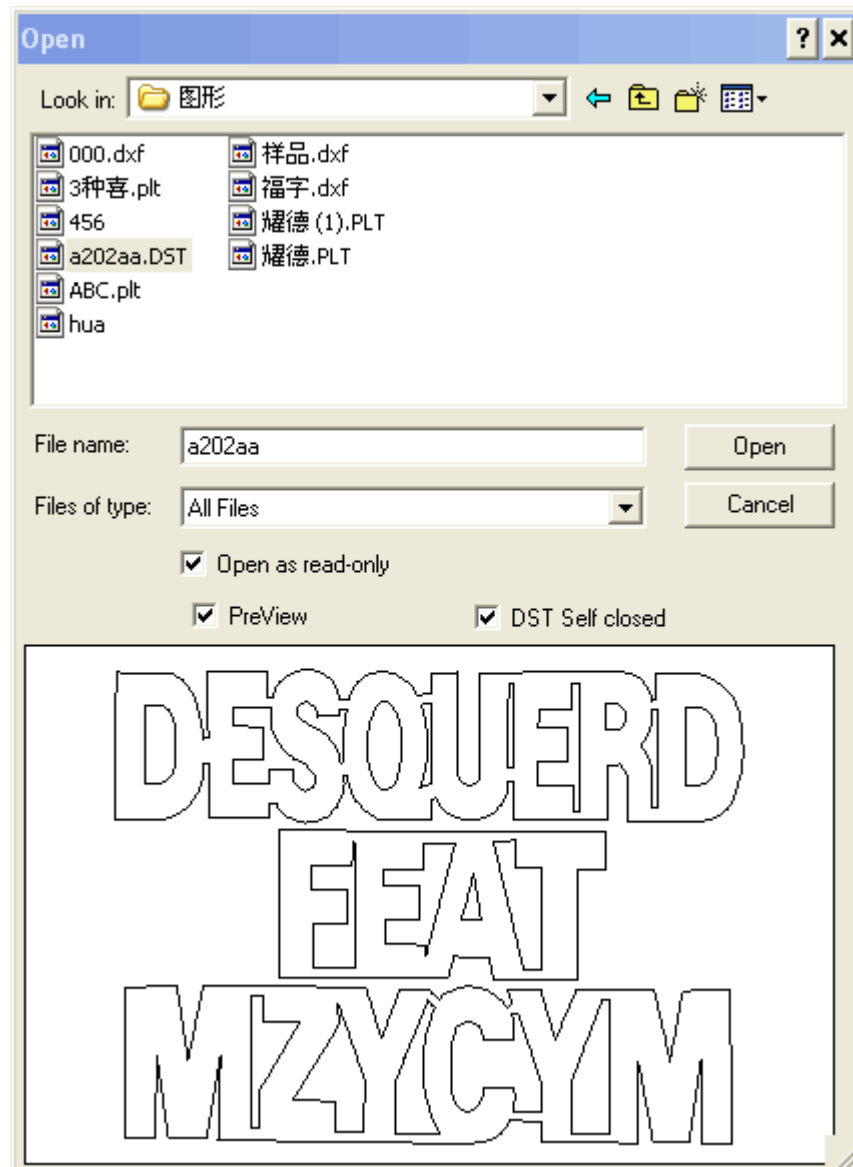 Open
Look in: 图形
000.dxf
3种喜.plt
456
a202aa.DST
ABC.plt
hua
样品.dxf
福字.dxf
耀德 (1).PLT
耀德.PLT
File name: a202aa Open
Files of type: All Files Cancel
Open as read-only
PreView DST Self closed
DESQUERD
FEAT
MZYCYM